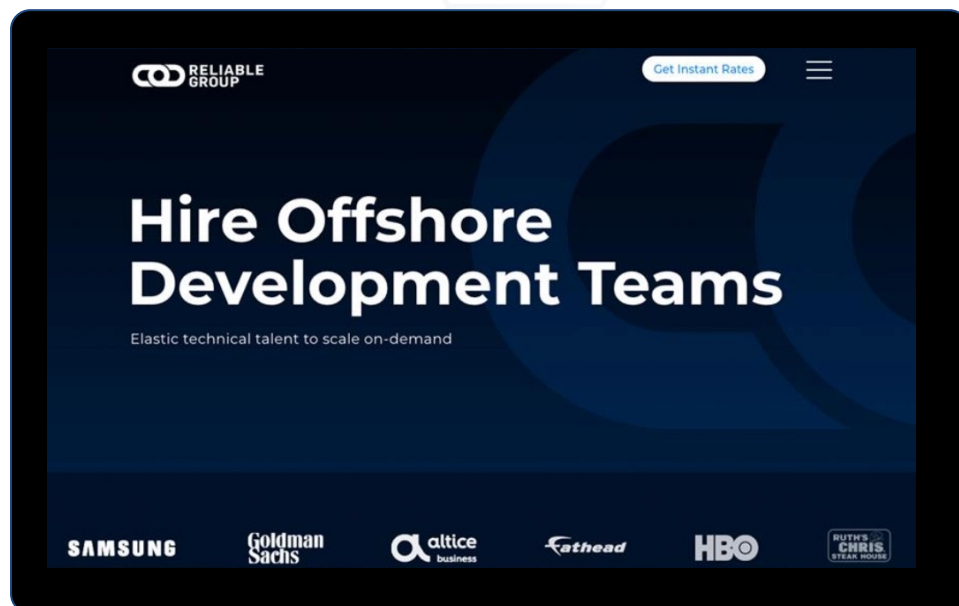 RELIABLE
GROUP
Get Instant Rates
Hire Offshore
Development Teams
Elastic technical talent to scale on-demand
SAMSUNG
Goldman
Sachs
altice
business
Fathead
HBO
RUTH'S
CHRIS
STEAK HOUSE